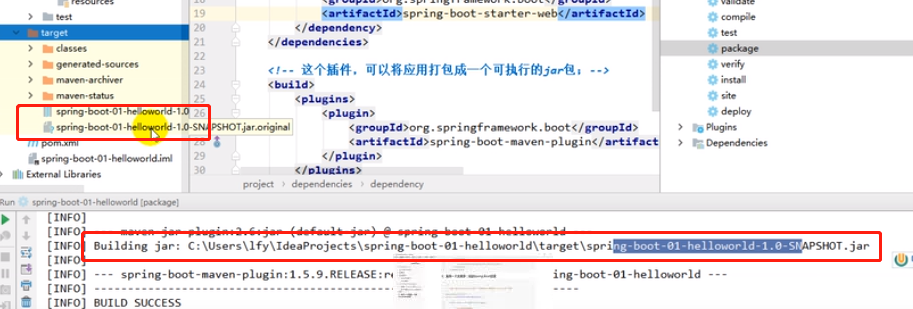 resources
test
target
classes
generated-sources
maven-archiver
maven-status
spring-boot-01-helloworld-1.0
spring-boot-01-helloworld-1.0-SNAPSHOT.jar.original
pom.xml
spring-boot-01-helloworld.iml
External Libraries
18 <groupId>org.springframework.boot</groupId>
19 <artifactId>spring-boot-starter-web</artifactId>
20 </dependency>
21 </dependencies>
22
23 <!-- 这个插件，可以将应用打包成一个可执行的jar包；-->
24 <build>
25 <plugins>
26 <plugin>
<groupId>org.springframework.boot</groupId>
<artifactId>spring-boot-maven-plugin</artifac
29 </plugin>
30 </plugins>
project > dependencies > dependency
validate
compile
test
package
verify
install
site
deploy
Plugins
Dependencies
Run spring-boot-01-helloworld [package]
[INFO]
[INFO] --- maven-jar-plugin:2.6:jar (default-jar) @ spring-boot-01-helloworld
[INFO] Building jar: C:\Users\lfy\IdeaProjects\spring-boot-01-helloworld\target\spring-boot-01-helloworld-1.0-SNAPSHOT.jar
[INFO]
[INFO] --- spring-boot-maven-plugin:1.5.9.RELEASE:re ing-boot-01-helloworld ---
[INFO] ----
[INFO] BUILD SUCCESS